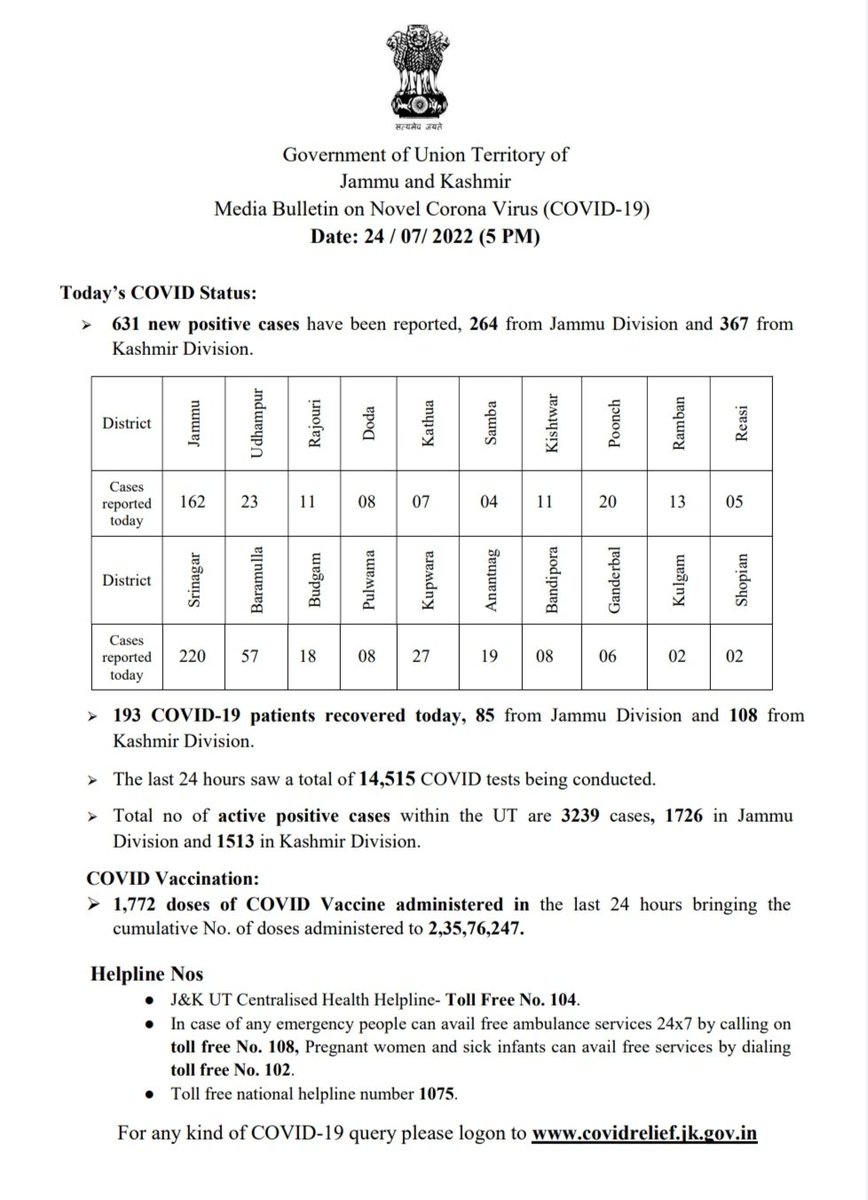 सत्यमेव जयते
Government of Union Territory of
Jammu and Kashmir
Media Bulletin on Novel Corona Virus (COVID-19)
Date: 24 / 07/ 2022 (5 PM)
Today’s COVID Status:
➢ 631 new positive cases have been reported, 264 from Jammu Division and 367 from
Kashmir Division.
District Jammu Udhampur Rajouri Doda Kathua Samba Kishtwar Poonch Ramban Reasi
Cases
reported
today
162 23 11 08 07 04 11 20 13 05
District Srinagar Baramulla Budgam Pulwama Kupwara Anantnag Bandipora Ganderbal Kulgam Shopian
Cases
reported
today
220 57 18 08 27 19 08 06 02 02
➢ 193 COVID-19 patients recovered today, 85 from Jammu Division and 108 from
Kashmir Division.
➢ The last 24 hours saw a total of 14,515 COVID tests being conducted.
➢ Total no of active positive cases within the UT are 3239 cases, 1726 in Jammu
Division and 1513 in Kashmir Division.
COVID Vaccination:
➢ 1,772 doses of COVID Vaccine administered in the last 24 hours bringing the
cumulative No. of doses administered to 2,35,76,247.
Helpline Nos
● J&K UT Centralised Health Helpline- Toll Free No. 104.
● In case of any emergency people can avail free ambulance services 24x7 by calling on
toll free No. 108, Pregnant women and sick infants can avail free services by dialing
toll free No. 102.
● Toll free national helpline number 1075.
For any kind of COVID-19 query please logon to www.covidrelief.jk.gov.in